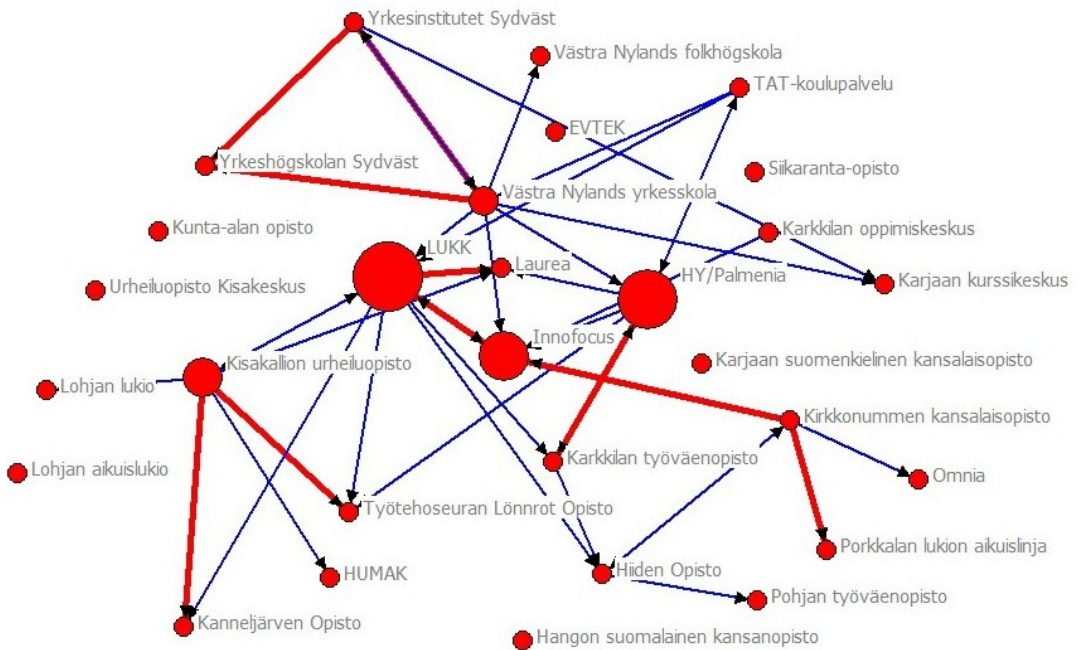 Yrkesinstitutet Sydväst
Västra Nylands folkhögskola
TAT-koulupalvelu
EVTEK
Yrkeshögskolan Sydväst
Siikaranta-opisto
Västra Nylands yrkesskola
Kunta-alan opisto
Karkkilan oppimiskeskus
LUKK
Laurea
HY/Palmenia
Karjaan kurssikeskus
Urheiluopisto Kisakeskus
Innofocus
Kisakallion urheiluopisto
Karjaan suomenkielinen kansalaisopisto
Lohjan lukio
Kirkkonummen kansalaisopisto
Karkkilan työväenopisto
Lohjan aikuislukio
Omnia
Työtehoseuran Lönnrot Opisto
Porkkalan lukion aikuislinja
Hiiden Opisto
HUMAK
Pohjan työväenopisto
Kanneljärven Opisto
Hangon suomalainen kansanopisto